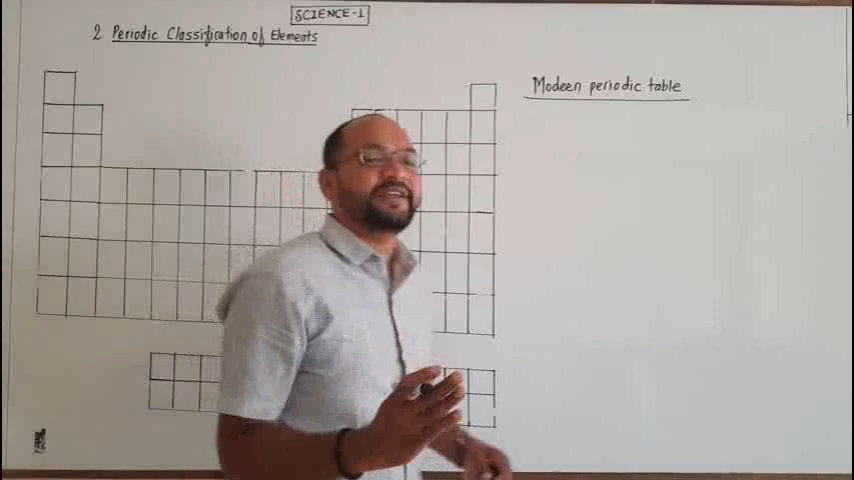 SCIENCE-1
2 Periodic Classification of Elements
Modeen periodic table